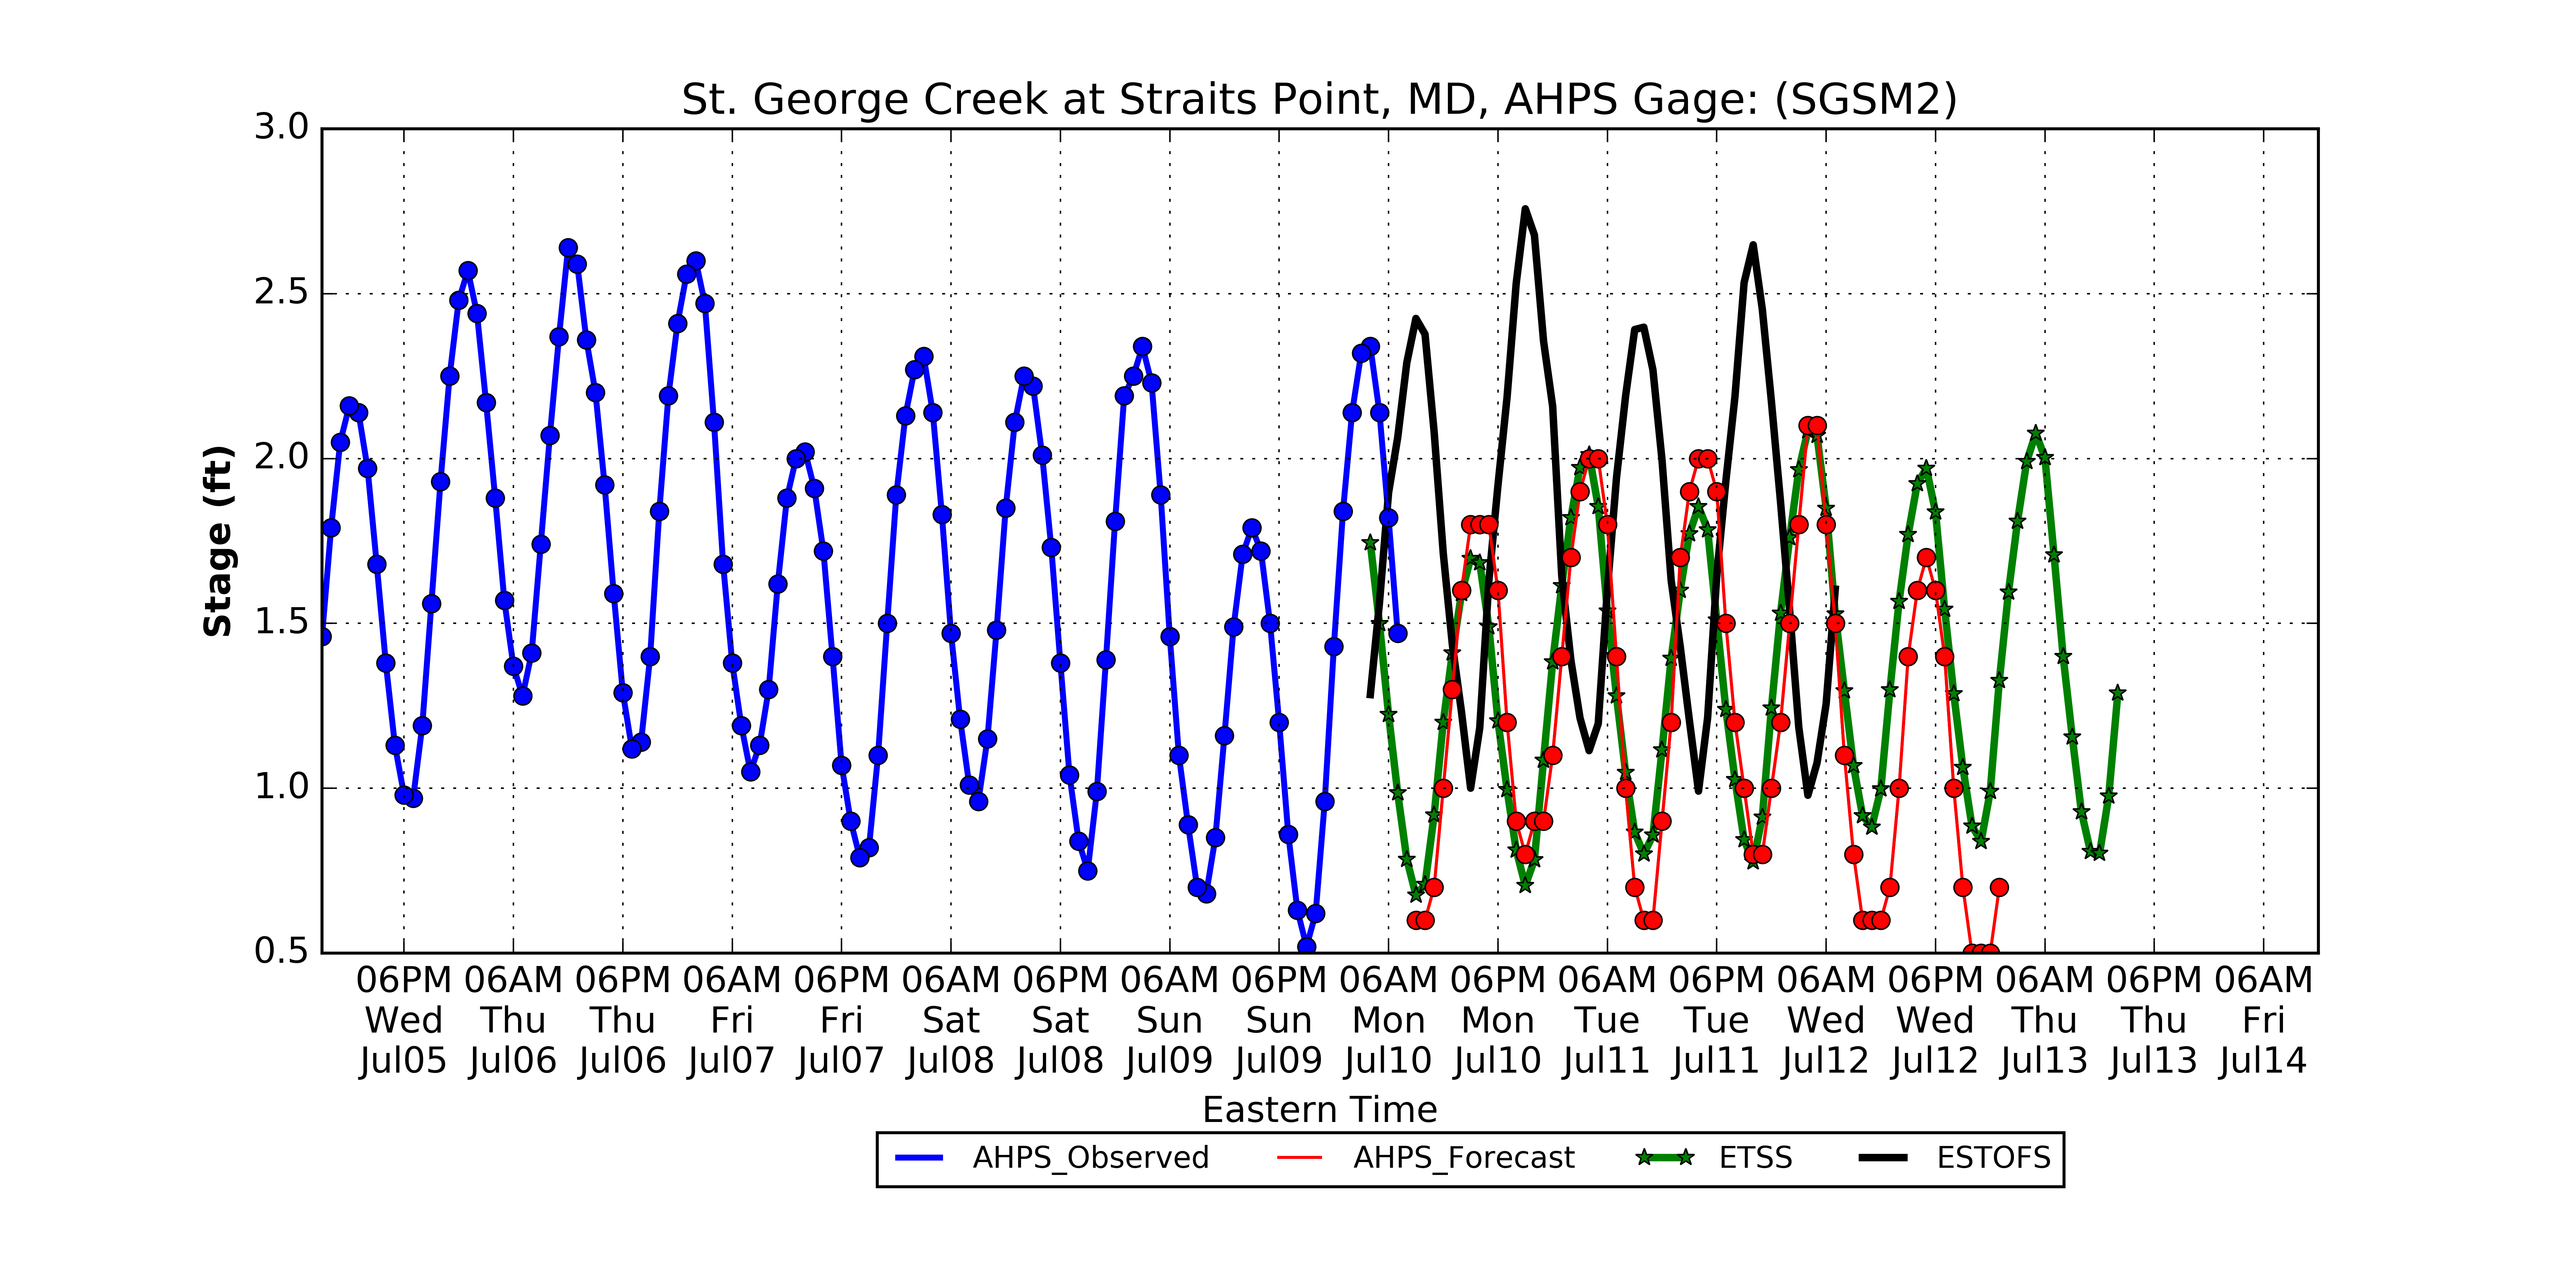 St. George Creek at Straits Point, MD, AHPS Gage: (SGSM2)
3.0
2.5
2.0
1.5
1.0
0.5
Stage (ft)
06PM 06AM 06PM 06AM 06PM 06AM 06PM 06AM 06PM 06AM 06PM 06AM 06PM 06AM 06PM 06AM 06PM 06AM
Wed Thu Thu Fri Fri Sat Sat Sun Sun Mon Mon Tue Tue Wed Wed Thu Thu Fri
Jul05 Jul06 Jul06 Jul07 Jul07 Jul08 Jul08 Jul09 Jul09 Jul10 Jul10 Jul11 Jul11 Jul12 Jul12 Jul13 Jul13 Jul14
Eastern Time
AHPS_Observed AHPS_Forecast ETSS ESTOFS